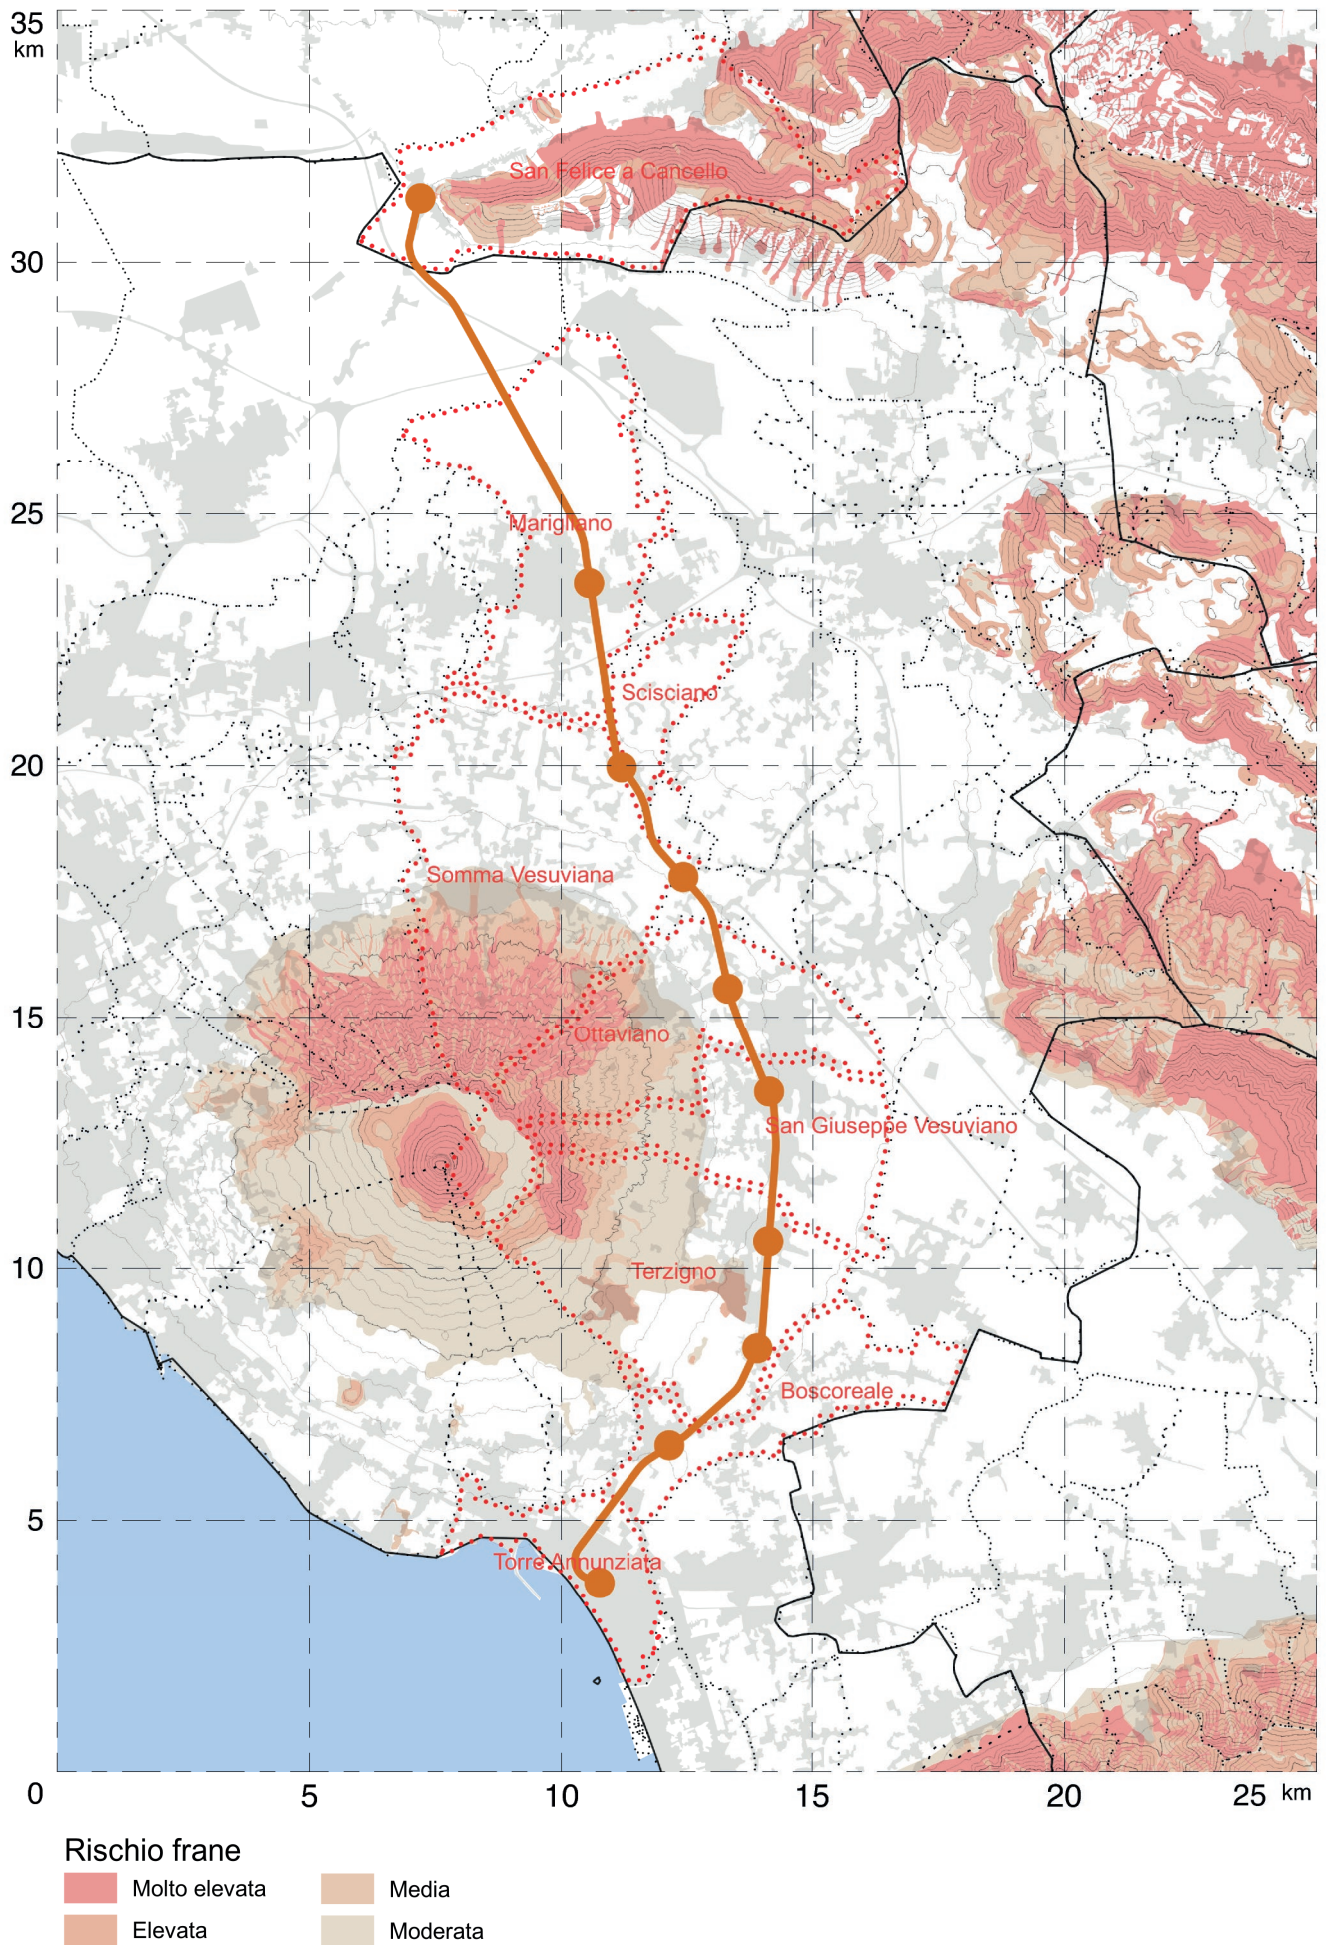 35
km
San Felice a Cancello
30
25
Marigliano
Scisciano
20
Somma Vesuviana
15
Ottaviano
San Giuseppe Vesuviano
10
Terzigno
Boscoreale
5
Torre Annunziata
0
5
10
15
20
25 km
Rischio frane
Molto elevata
Media
Elevata
Moderata